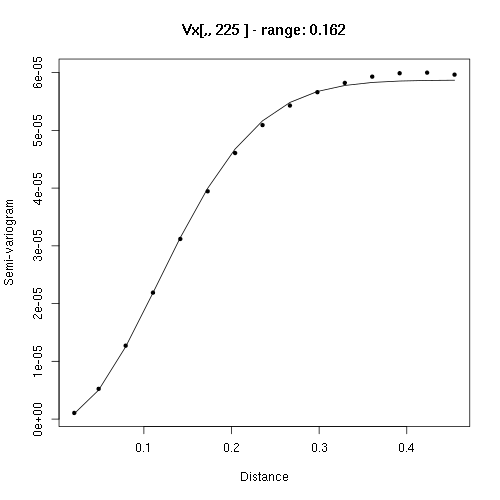 Vx[,, 225 ] - range: 0.162
Semi-variogram
6e-05
5e-05
4e-05
3e-05
2e-05
1e-05
0e+00
0.1 0.2 0.3 0.4
Distance